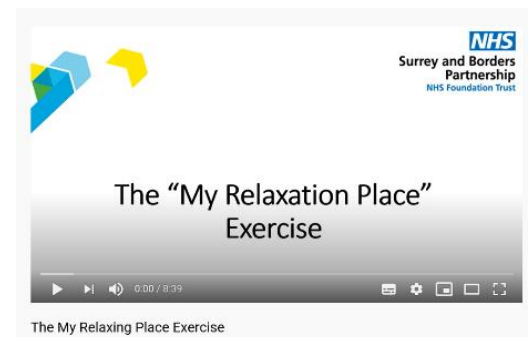 NHS
Surrey and Borders
Partnership
NHS Foundation Trust
The “My Relaxation Place”
Exercise
0:00 / 8:39
The My Relaxing Place Exercise